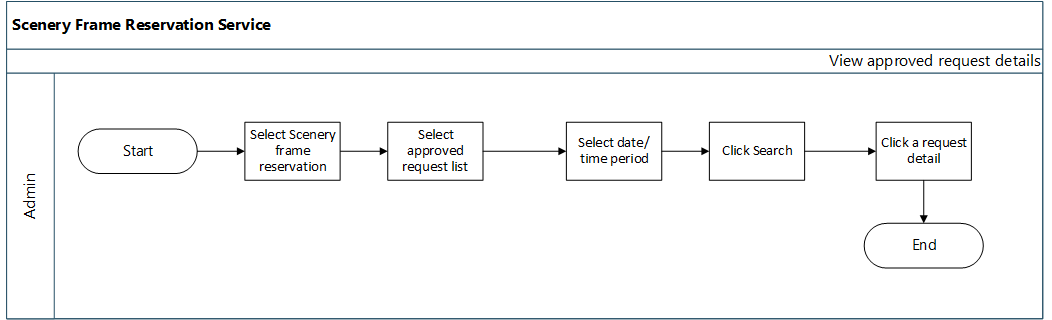 Scenery Frame Reservation Service
View approved request details
Admin
Start
Select Scenery
frame
reservation
Select
approved
request list
Select date/
time period
Click Search
Click a request
detail
End